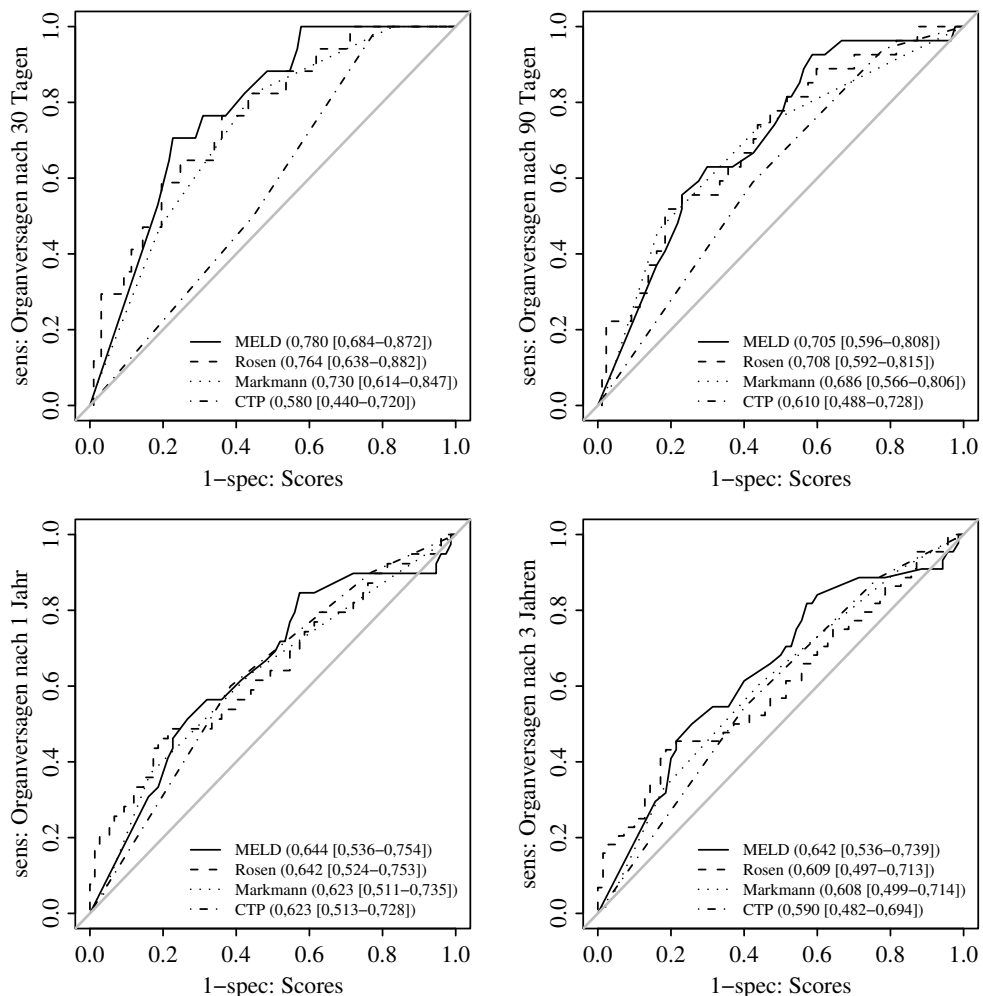 sens: Organversagen nach 30 Tagen
1.0
0.8
0.6
0.4
0.2
0.0
MELD (0,780 [0,684−0,872])
Rosen (0,764 [0,638−0,882])
Markmann (0,730 [0,614−0,847])
CTP (0,580 [0,440−0,720])
0.0 0.2 0.4 0.6 0.8 1.0
1−spec: Scores
sens: Organversagen nach 90 Tagen
1.0
0.8
0.6
0.4
0.2
0.0
MELD (0,705 [0,596−0,808])
Rosen (0,708 [0,592−0,815])
Markmann (0,686 [0,566−0,806])
CTP (0,610 [0,488−0,728])
0.0 0.2 0.4 0.6 0.8 1.0
1−spec: Scores
sens: Organversagen nach 1 Jahr
1.0
0.8
0.6
0.4
0.2
0.0
MELD (0,644 [0,536−0,754])
Rosen (0,642 [0,524−0,753])
Markmann (0,623 [0,511−0,735])
CTP (0,623 [0,513−0,728])
0.0 0.2 0.4 0.6 0.8 1.0
1−spec: Scores
sens: Organversagen nach 3 Jahren
1.0
0.8
0.6
0.4
0.2
0.0
MELD (0,642 [0,536−0,739])
Rosen (0,609 [0,497−0,713])
Markmann (0,608 [0,499−0,714])
CTP (0,590 [0,482−0,694])
0.0 0.2 0.4 0.6 0.8 1.0
1−spec: Scores